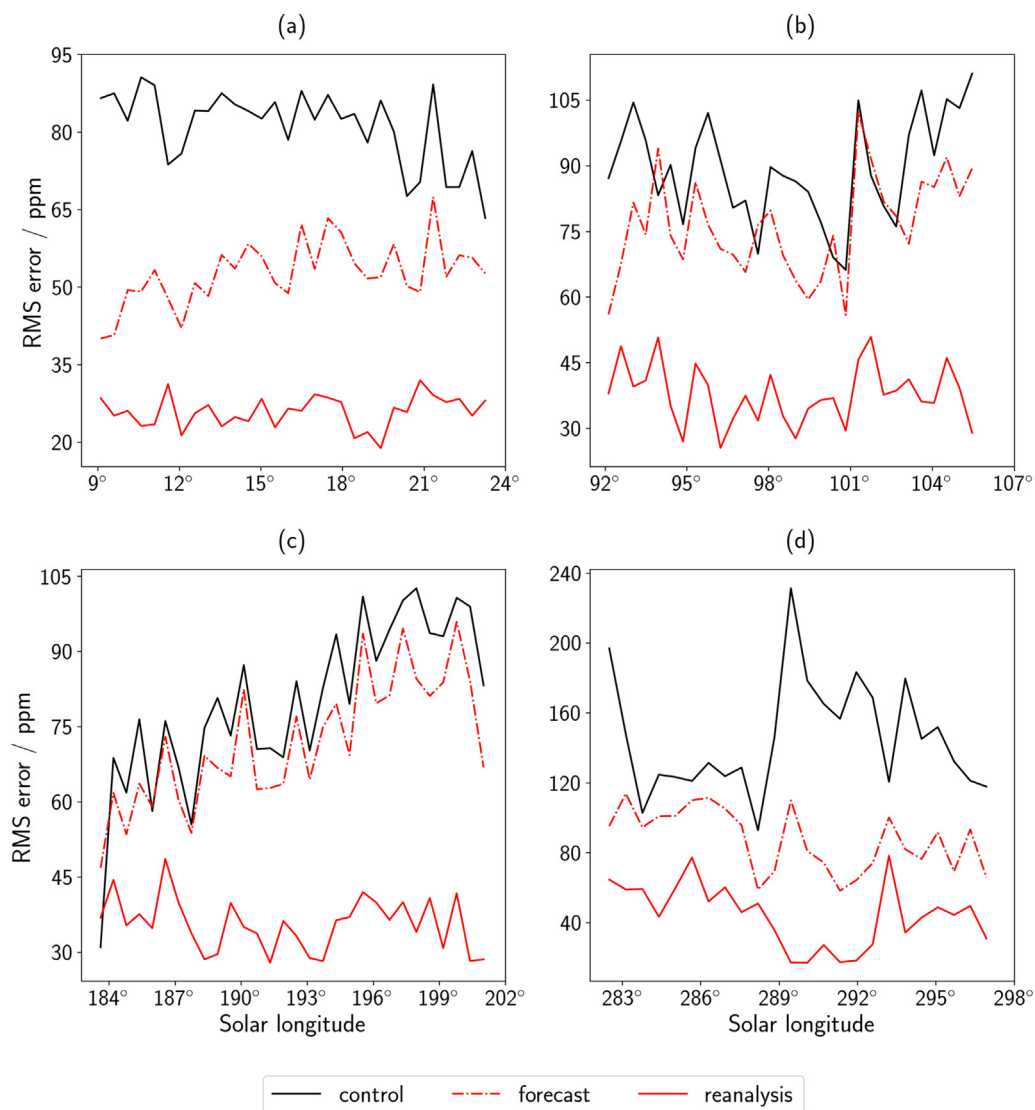 (a) (b)
RMS error / ppm
95
80
65
50
35
20
9° 12° 15° 18° 21° 24°
105
90
75
60
45
30
92° 95° 98° 101° 104° 107°
(c) (d)
RMS error / ppm
105
90
75
60
45
30
184° 187° 190° 193° 196° 199° 202°
Solar longitude
240
200
160
120
80
40
283° 286° 289° 292° 295° 298°
Solar longitude
control forecast reanalysis